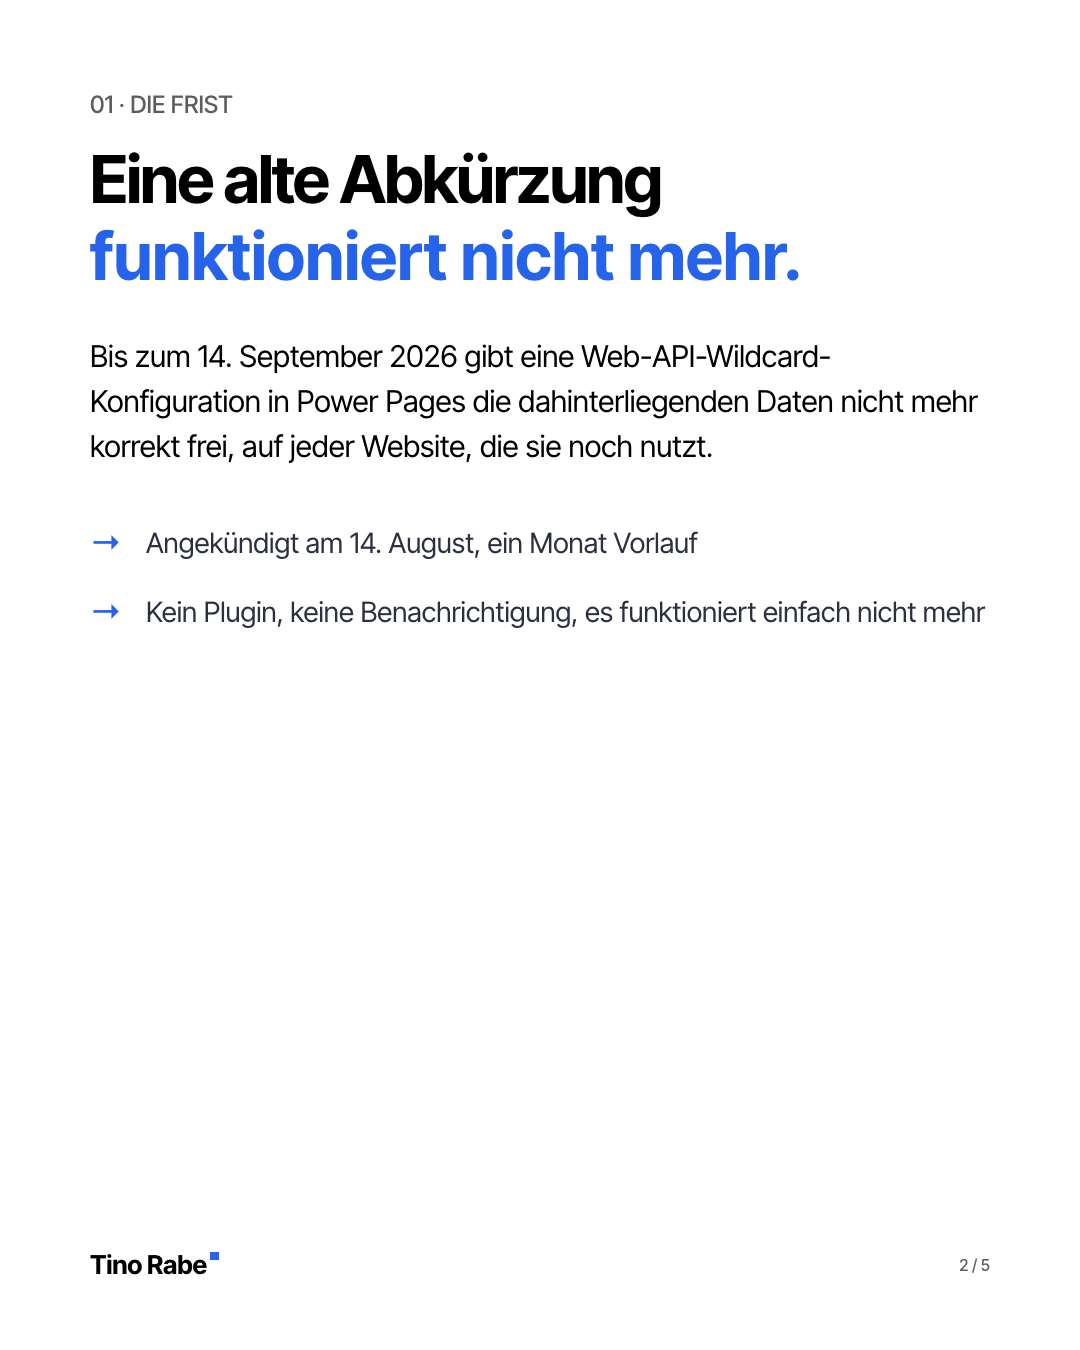 01 · DIE FRIST
Eine alte Abkürzung
funktioniert nicht mehr.
Bis zum 14. September 2026 gibt eine Web-API-Wildcard-
Konfiguration in Power Pages die dahinterliegenden Daten nicht mehr
korrekt frei, auf jeder Website, die sie noch nutzt.
→ Angekündigt am 14. August, ein Monat Vorlauf
→ Kein Plugin, keine Benachrichtigung, es funktioniert einfach nicht mehr
Tino Rabe
2 / 5